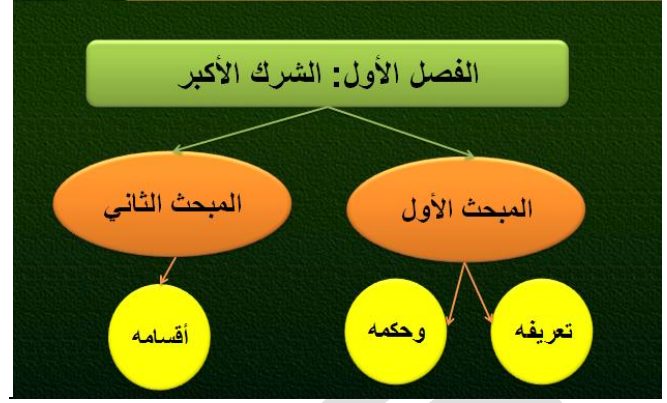 الفصل الأول: الشرك الأكبر
المبحث الأول
المبحث الثاني
تعريفه
وحكمه
أقسامه